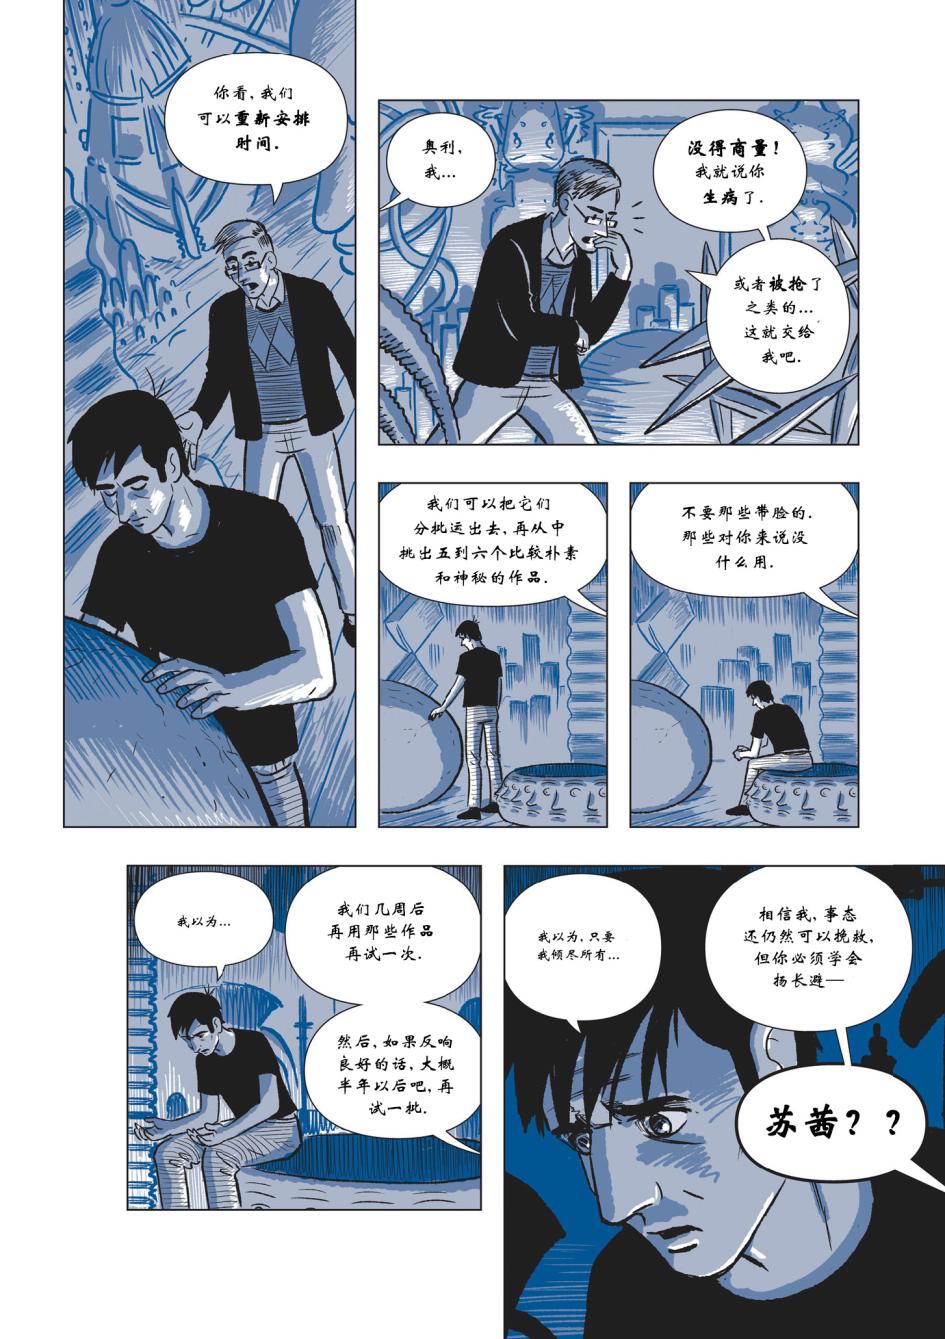 你看,我们
可以重新安排
时间.
奥利,
我...
没得商量!
我就说你
生病了.
或者被抢了
之类的...
这就交给
我吧.
我们可以把它们
分批运出去,再从中
挑出五到六个比较朴素
和神秘的作品.
不要那些带脸的.
那些对你来说没
什么用.
我以为...
我们几周后
再用那些作品
再试一次.
然后,如果反响
良好的话,大概
半年以后吧,再
试一批.
我以为,只要
我倾尽所有...
相信我,事态
还仍然可以挽救,
但你必须学会
扬长避—
苏茜??